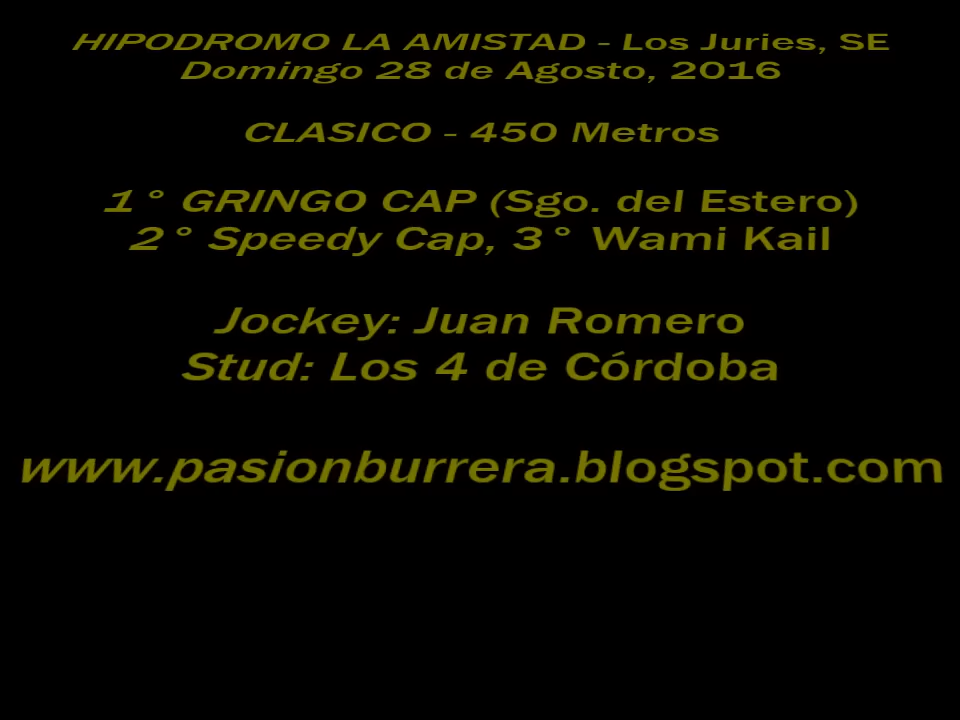 HIPODROMO LA AMISTAD - Los Juries, SE
Domingo 28 de Agosto, 2016
CLASICO - 450 Metros
1° GRINGO CAP (Sgo. del Estero)
2° Speedy Cap, 3° Wami Kail
Jockey: Juan Romero
Stud: Los 4 de Córdoba
www.pasionburrera.blogspot.com